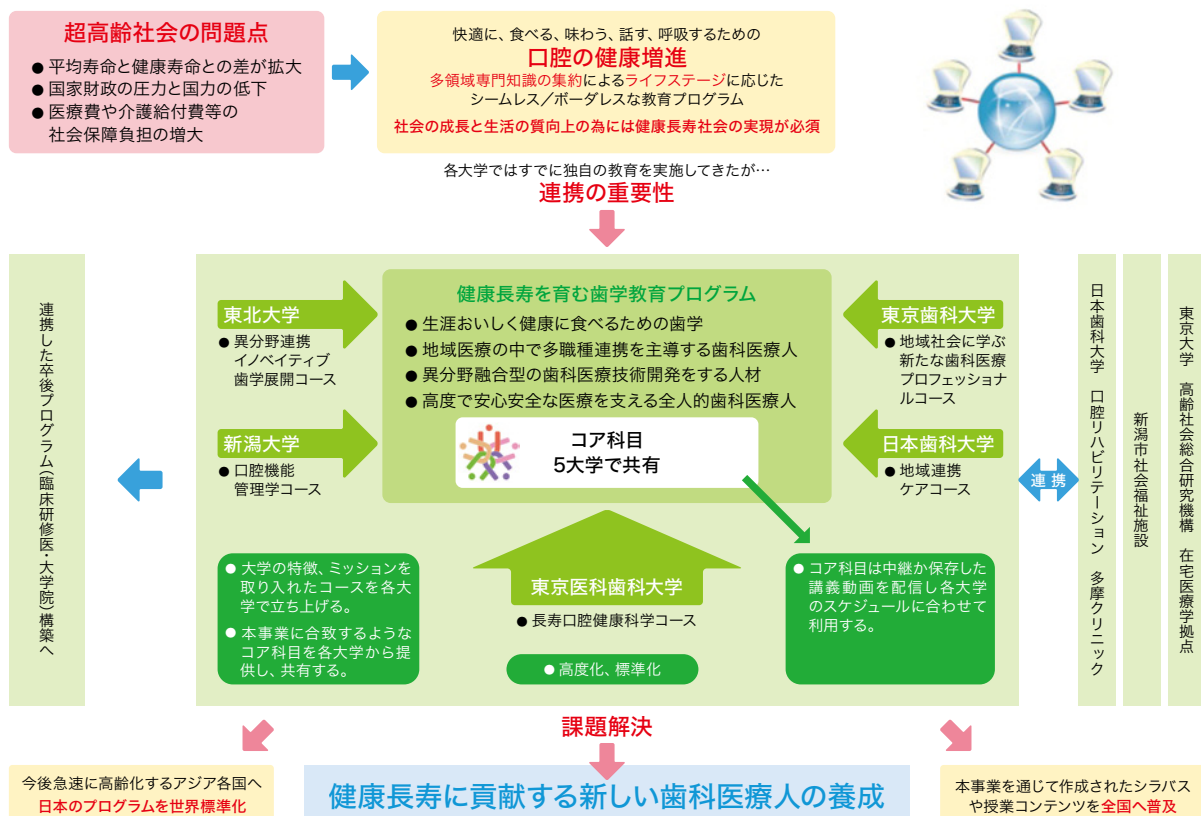 超高齢社会の問題点
● 平均寿命と健康寿命との差が拡大
● 国家財政の圧力と国力の低下
● 医療費や介護給付費等の
社会保障負担の増大
快適に、食べる、味わう、話す、呼吸するための
口腔の健康増進
多領域専門知識の集約によるライフステージに応じた
シームレス／ボーダレスな教育プログラム
社会の成長と生活の質向上の為には健康長寿社会の実現が必須
各大学ではすでに独自の教育を実施してきたが…
連携の重要性
連携した卒後プログラム(臨床研修医・大学院)構築へ
東北大学
● 異分野連携
イノベイティブ
歯学展開コース
新潟大学
● 口腔機能
管理学コース
健康長寿を育む歯学教育プログラム
● 生涯おいしく健康に食べるための歯学
● 地域医療の中で多職種連携を主導する歯科医療人
● 異分野融合型の歯科医療技術開発をする人材
● 高度で安心安全な医療を支える全人的歯科医療人
コア科目
5大学で共有
東京歯科大学
● 地域社会に学ぶ
新たな歯科医療
プロフェッショナ
ルコース
日本歯科大学
● 地域連携
ケアコース
東京医科歯科大学
● 長寿口腔健康科学コース
● 高度化、標準化
● 大学の特徴、ミッションを
取り入れたコースを各大
学で立ち上げる。
● 本事業に合致するような
コア科目を各大学から提
供し、共有する。
● コア科目は中継か保存した
講義動画を配信し各大学
のスケジュールに合わせて
利用する。
連携
日本歯科大学 口腔リハビリテーション 多摩クリニック
新潟市社会福祉施設
東京大学 高齢社会総合研究機構 在宅医療学拠点
課題解決
今後急速に高齢化するアジア各国へ
日本のプログラムを世界標準化
健康長寿に貢献する新しい歯科医療人の養成
本事業を通じて作成されたシラバス
や授業コンテンツを全国へ普及